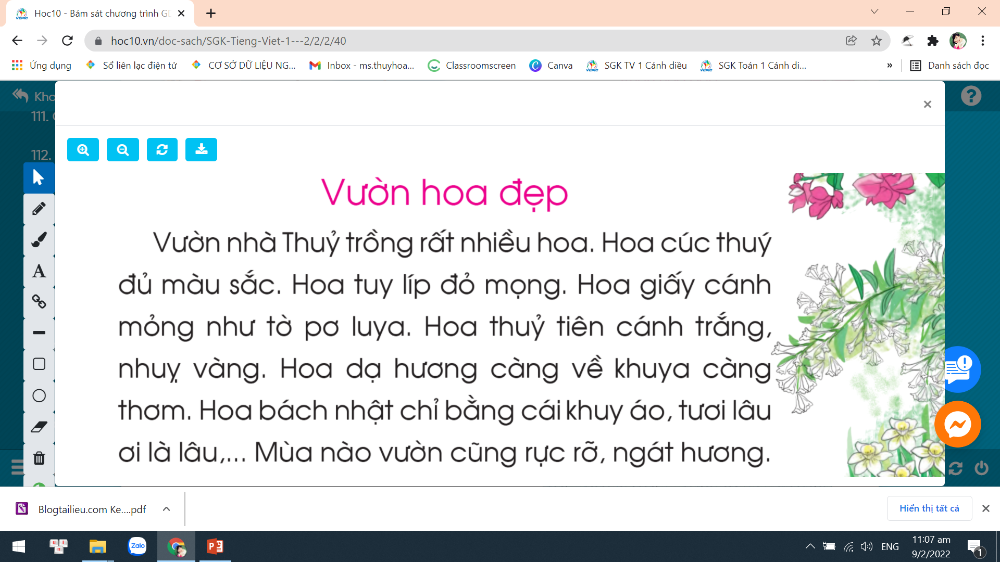 Hoc10 - Bám sát chương trình GD
hoc10.vn/doc-sach/SGK-Tieng-Viet-1---2/2/2/40
Ứng dụng
Sổ liên lạc điện tử
CƠ SỞ DỮ LIỆU NG...
Inbox - ms.thuyhoa...
Classroomscreen
Canva
SGK TV 1 Cánh diều
SGK Toán 1 Cánh di...
»
Danh sách đọc
Kho
111.
112.
Vườn hoa đẹp
Vườn nhà Thuỷ trồng rất nhiều hoa. Hoa cúc thuý
đủ màu sắc. Hoa tuy líp đỏ mọng. Hoa giấy cánh
mỏng như tờ pơ luya. Hoa thuỷ tiên cánh trắng,
nhuỵ vàng. Hoa dạ hương càng về khuya càng
thơm. Hoa bách nhật chỉ bằng cái khuy áo, tươi lâu
ơi là lâu,... Mùa nào vườn cũng rực rỡ, ngát hương.
A
Blogtailieu.com Ke....pdf
Hiển thị tất cả
Zalo
ENG
11:07 am
9/2/2022
1